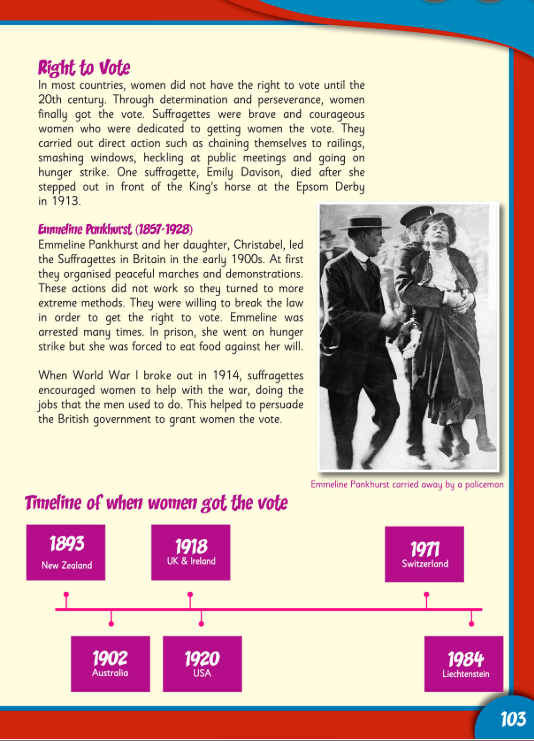 Right to Vote
In most countries, women did not have the right to vote until the
20th century. Through determination and perseverance, women
finally got the vote. Suffragettes were brave and courageous
women who were dedicated to getting women the vote. They
carried out direct action such as chaining themselves to railings,
smashing windows, heckling at public meetings and going on
hunger strike. One suffragette, Emily Davison, died after she
stepped out in front of the King's horse at the Epsom Derby
in 1913.
Emmeline Pankhurst (1857-1928)
Emmeline Pankhurst and her daughter, Christabel, led
the Suffragettes in Britain in the early 1900s. At first
they organised peaceful marches and demonstrations.
These actions did not work so they turned to more
extreme methods. They were willing to break the law
in order to get the right to vote. Emmeline was
arrested many times. In prison, she went on hunger
strike but she was forced to eat food against her will.
When World War I broke out in 1914, suffragettes
encouraged women to help with the war, doing the
jobs that the men used to do. This helped to persuade
the British government to grant women the vote.
Emmeline Pankhurst carried away by a policeman
Timeline of when women got the vote
1893
New Zealand
1918
UK & Ireland
1971
Switzerland
1902
Australia
1920
USA
1984
Liechtenstein
103